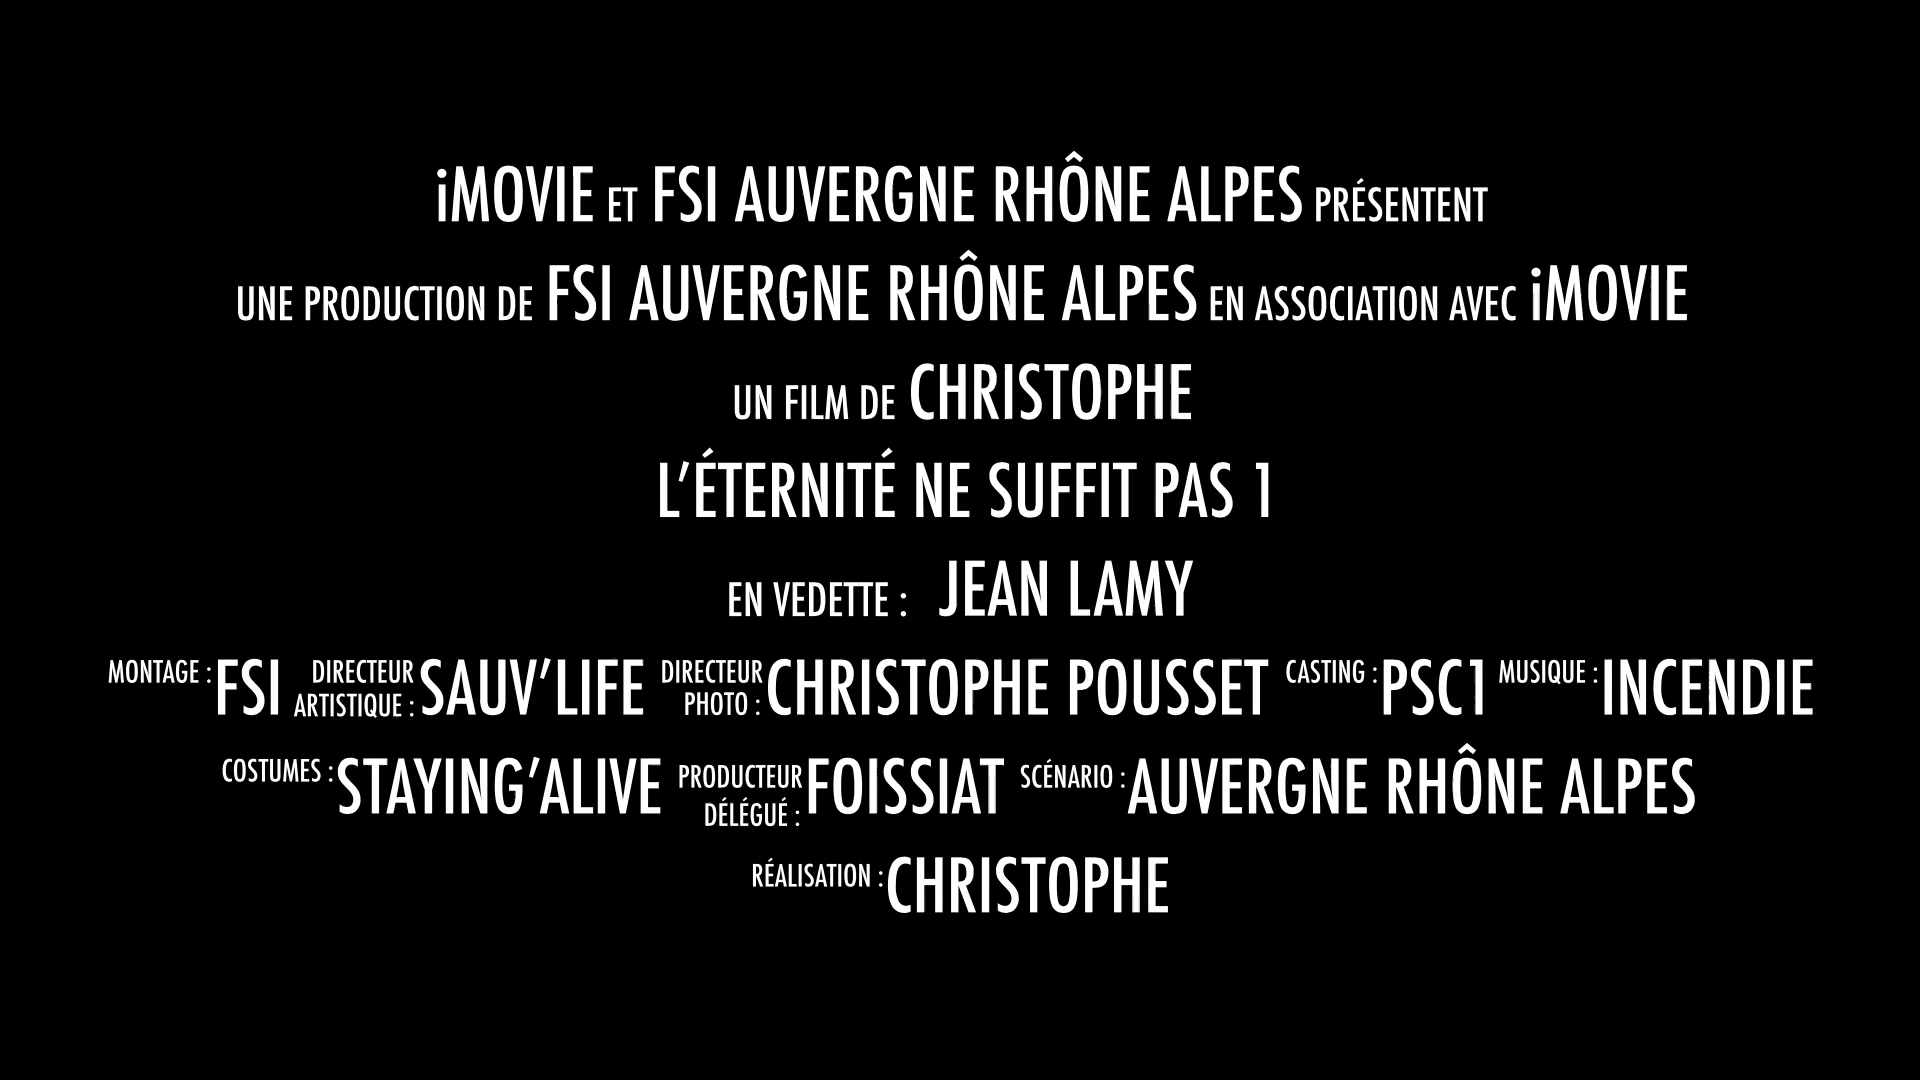 iMOVIE ET FSI AUVERGNE RHÔNE ALPES PRÉSENTENT
UNE PRODUCTION DE FSI AUVERGNE RHÔNE ALPES EN ASSOCIATION AVEC iMOVIE
UN FILM DE CHRISTOPHE
L’ÉTERNITÉ NE SUFFIT PAS 1
EN VEDETTE : JEAN LAMY
MONTAGE : FSI DIRECTEUR ARTISTIQUE : SAUV’LIFE DIRECTEUR PHOTO : CHRISTOPHE POUSSET CASTING : PSC1 MUSIQUE : INCENDIE
COSTUMES : STAYING’ALIVE PRODUCTEUR DÉLÉGUÉ : FOISSIAT SCÉNARIO : AUVERGNE RHÔNE ALPES
RÉALISATION : CHRISTOPHE